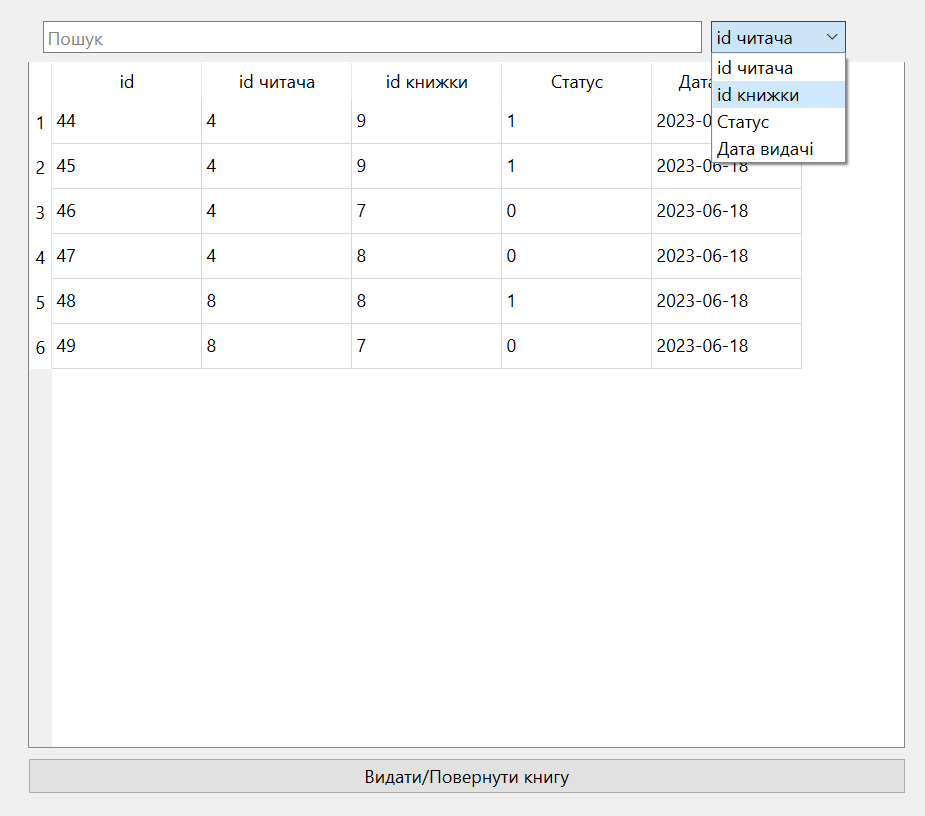 Пошук id читача
id читача
id книжки
Статус
Дата видачі
id id читача id книжки Статус Дата
1 44 4 9 1 2023-0
2 45 4 9 1 2023-06-18
3 46 4 7 0 2023-06-18
4 47 4 8 0 2023-06-18
5 48 8 8 1 2023-06-18
6 49 8 7 0 2023-06-18
Видати/Повернути книгу